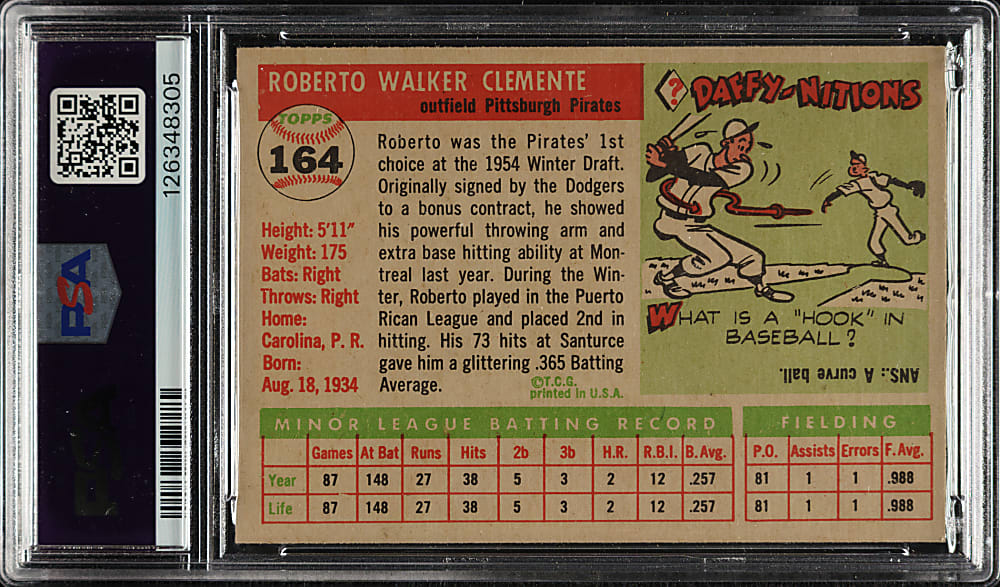 126348305
PSA
ROBERTO WALKER CLEMENTE
outfield Pittsburgh Pirates
TOPPS
164
Height: 5'11"
Weight: 175
Bats: Right
Throws: Right
Home:
Carolina, P. R.
Born:
Aug. 18, 1934
Roberto was the Pirates' 1st
choice at the 1954 Winter Draft.
Originally signed by the Dodgers
to a bonus contract, he showed
his powerful throwing arm and
extra base hitting ability at Mon-
treal last year. During the Win-
ter, Roberto played in the Puerto
Rican League and placed 2nd in
hitting. His 73 hits at Santurce
gave him a glittering .365 Batting
Average.
©T.C.G.
printed in U.S.A.
? DAFFY-NITIONS
WHAT IS A "HOOK" IN
BASEBALL?
ANS.: A curve ball.
MINOR LEAGUE BATTING RECORD
Games At Bat Runs Hits 2b 3b H.R. R.B.I. B. Avg.
Year 87 148 27 38 5 3 2 12 .257
Life 87 148 27 38 5 3 2 12 .257
FIELDING
P.O. Assists Errors F. Avg.
81 1 1 .988
81 1 1 .988